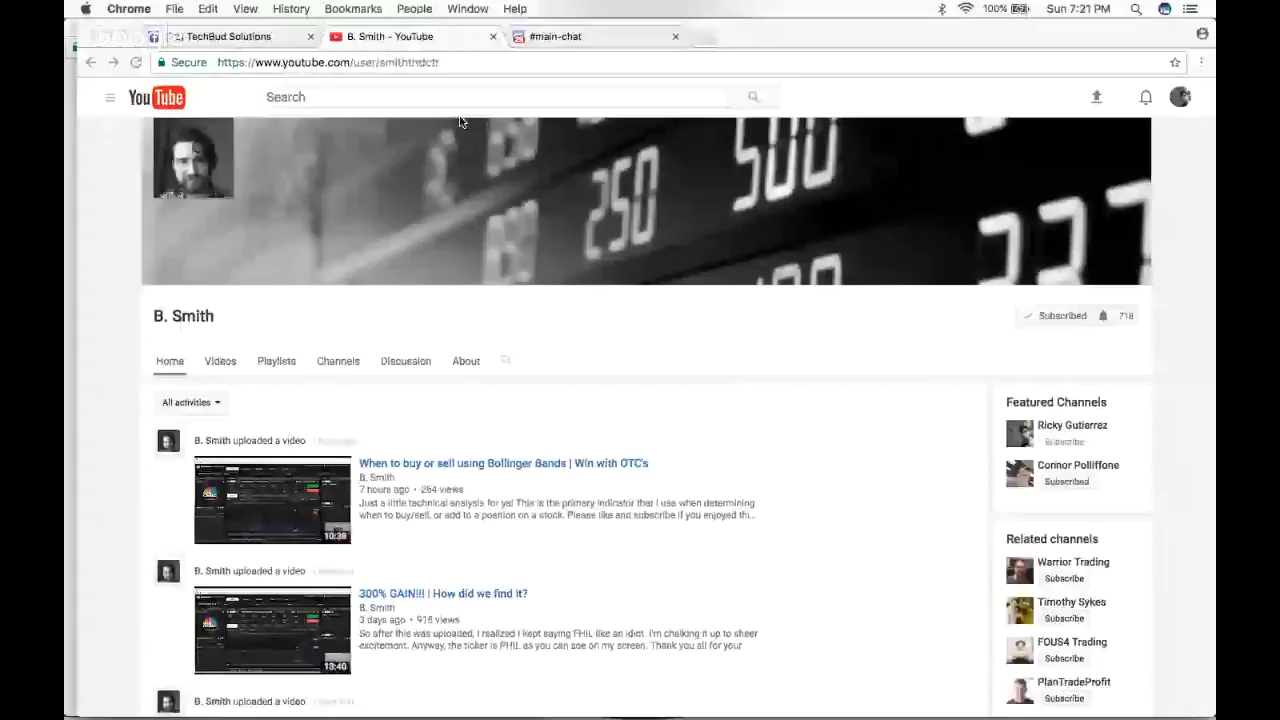 Chrome File Edit View History Bookmarks People Window Help 100% Sun 7:21 PM
TechBud Solutions B. Smith - YouTube #main-chat
Secure https://www.youtube.com/user/
YouTube Search
250 500
B. Smith
Subscribed 718
Home Videos Playlists Channels Discussion About
All activities
B. Smith uploaded a video
When to buy or sell using Bollinger Bands | Win with OTC's
B. Smith
7 hours ago • 264 views
Just a little technical analysis for ya! This is the primary indicator that I use when determining
when to buy/sell, or add to a position on a stock. Please like and subscribe if you enjoyed th...
10:38
B. Smith uploaded a video
300% GAIN!!! | How did we find it?
B. Smith
3 days ago • 916 views
So after this was uploaded, I realized I kept saying PHIL like an idiot. I'm chalking it up to sheer
excitement. Anyway, the ticker is PHIL as you can see on my screen. Thank you all for your
13:40
B. Smith uploaded a video
Featured Channels
Ricky Gutierrez
Subscribe
Connor Polliffone
Subscribed
Related channels
Warrior Trading
Subscribe
Timothy Sykes
Subscribe
FOUS4 Trading
Subscribe
PlanTradeProfit
Subscribe